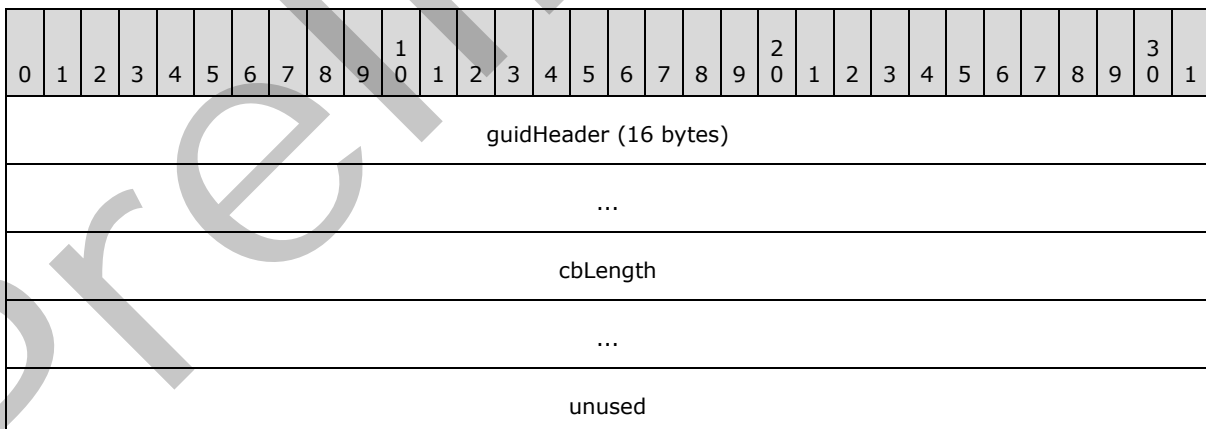 1 2 3
0 1 2 3 4 5 6 7 8 9 0 1 2 3 4 5 6 7 8 9 0 1 2 3 4 5 6 7 8 9 0 1
guidHeader (16 bytes)
...
cbLength
...
unused
Preli